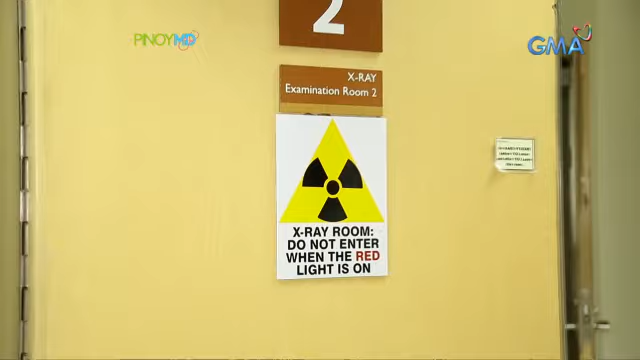 PINOY MD
GMA
2
X-RAY
Examination Room 2
X-RAY ROOM:
DO NOT ENTER
WHEN THE RED
LIGHT IS ON